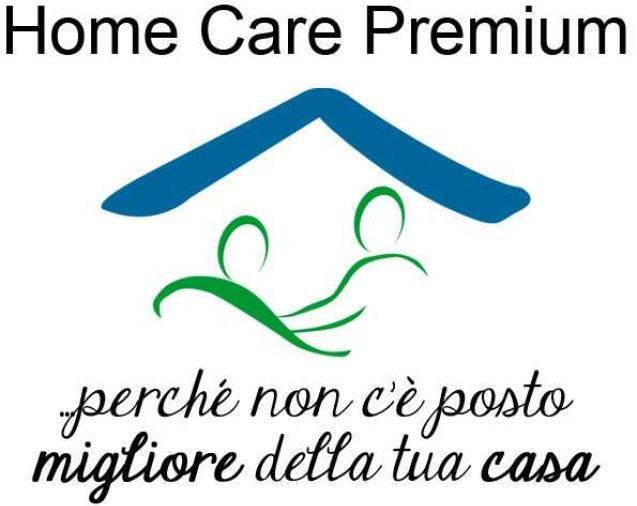 Home Care Premium
...perché non c'è posto
migliore della tua casa